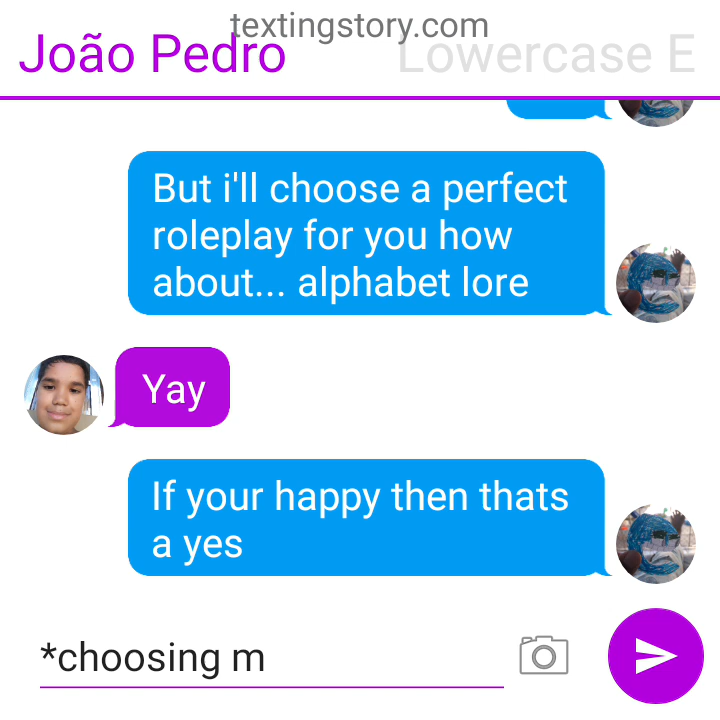 textingstory.com
João Pedro
Lowercase E
But i'll choose a perfect
roleplay for you how
about... alphabet lore
Yay
If your happy then thats
a yes
*choosing m